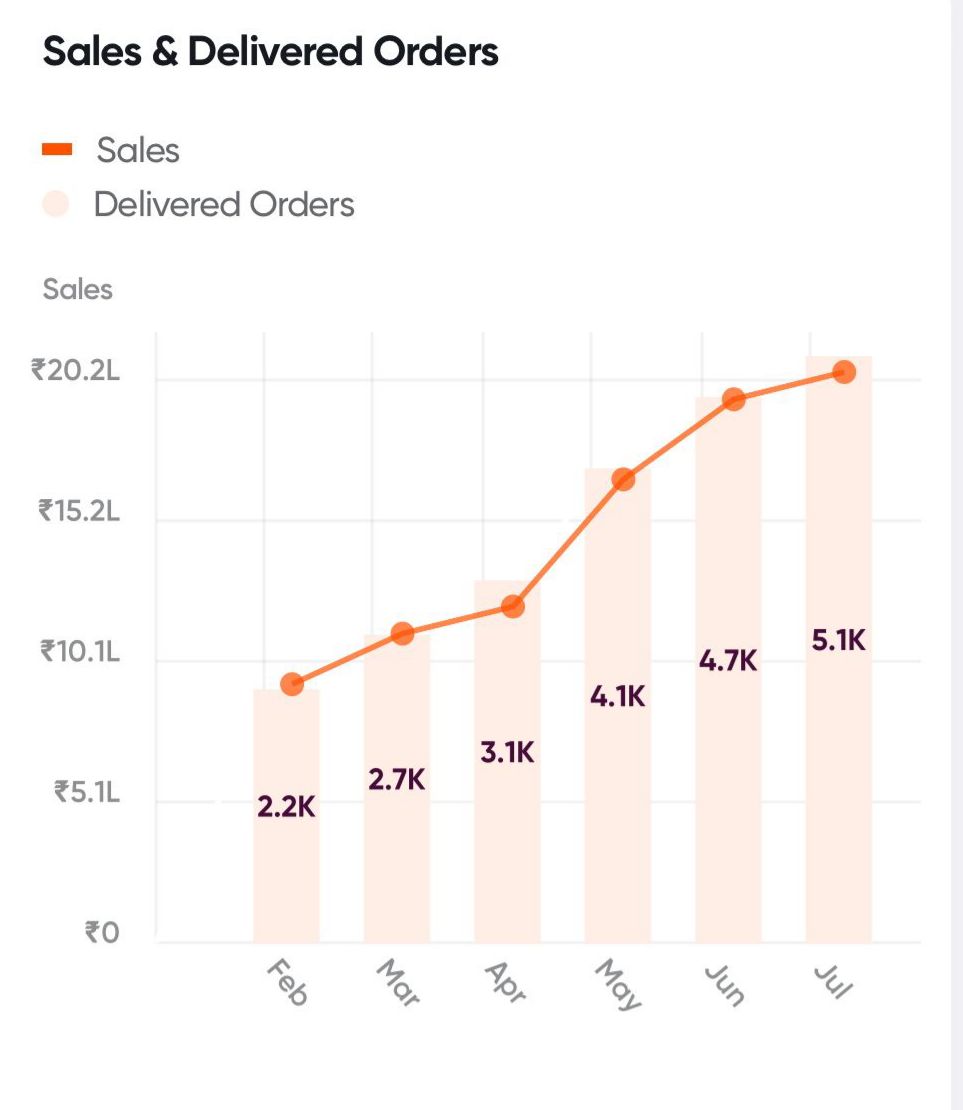 Sales & Delivered Orders
Sales
Delivered Orders
Sales
₹20.2L
₹15.2L
₹10.1L
₹5.1L
₹0
2.2K
2.7K
3.1K
4.1K
4.7K
5.1K
Feb
Mar
Apr
May
Jun
Jul